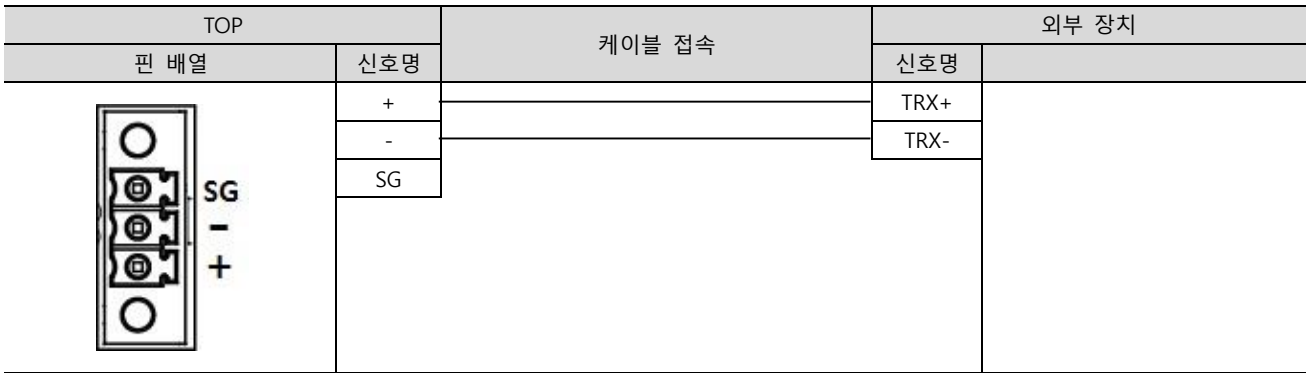 TOP 케이블 접속 외부 장치
핀 배열 신호명 신호명
+ TRX+
- TRX-
SG
SG
-
+